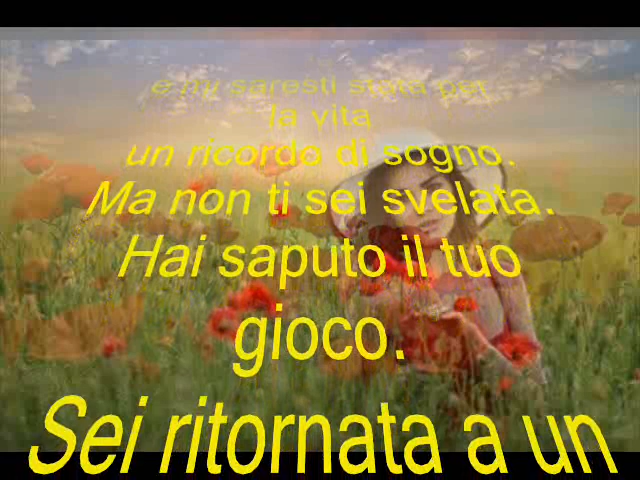 e mi saresti stata per
la vita
un ricordo di sogno.
Ma non ti sei svelata.
Hai saputo il tuo
gioco.
Sei ritornata a un